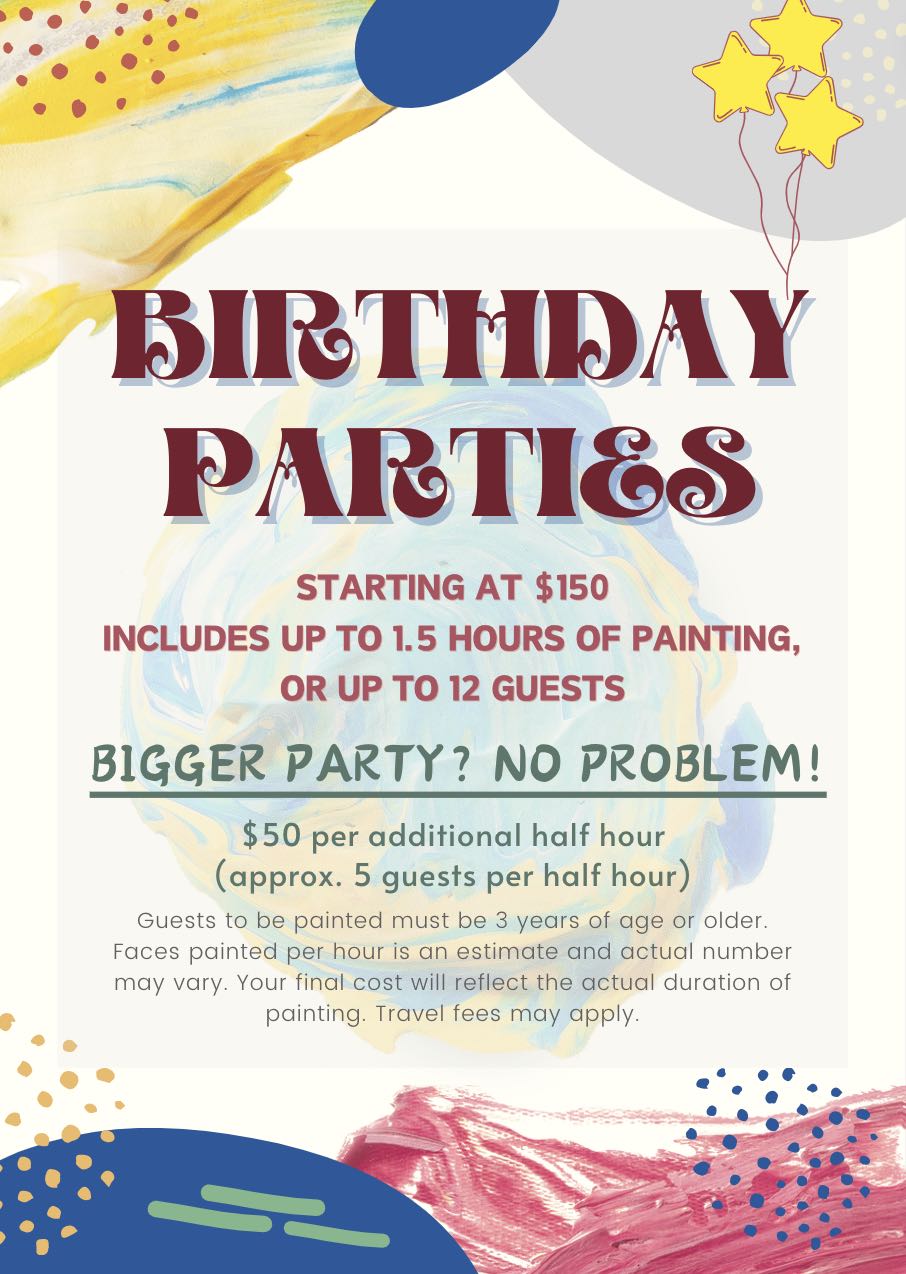 BIRTHDAY
PARTIES
STARTING AT $150
INCLUDES UP TO 1.5 HOURS OF PAINTING,
OR UP TO 12 GUESTS
BIGGER PARTY? NO PROBLEM!
$50 per additional half hour
(approx. 5 guests per half hour)
Guests to be painted must be 3 years of age or older.
Faces painted per hour is an estimate and actual number
may vary. Your final cost will reflect the actual duration of
painting. Travel fees may apply.